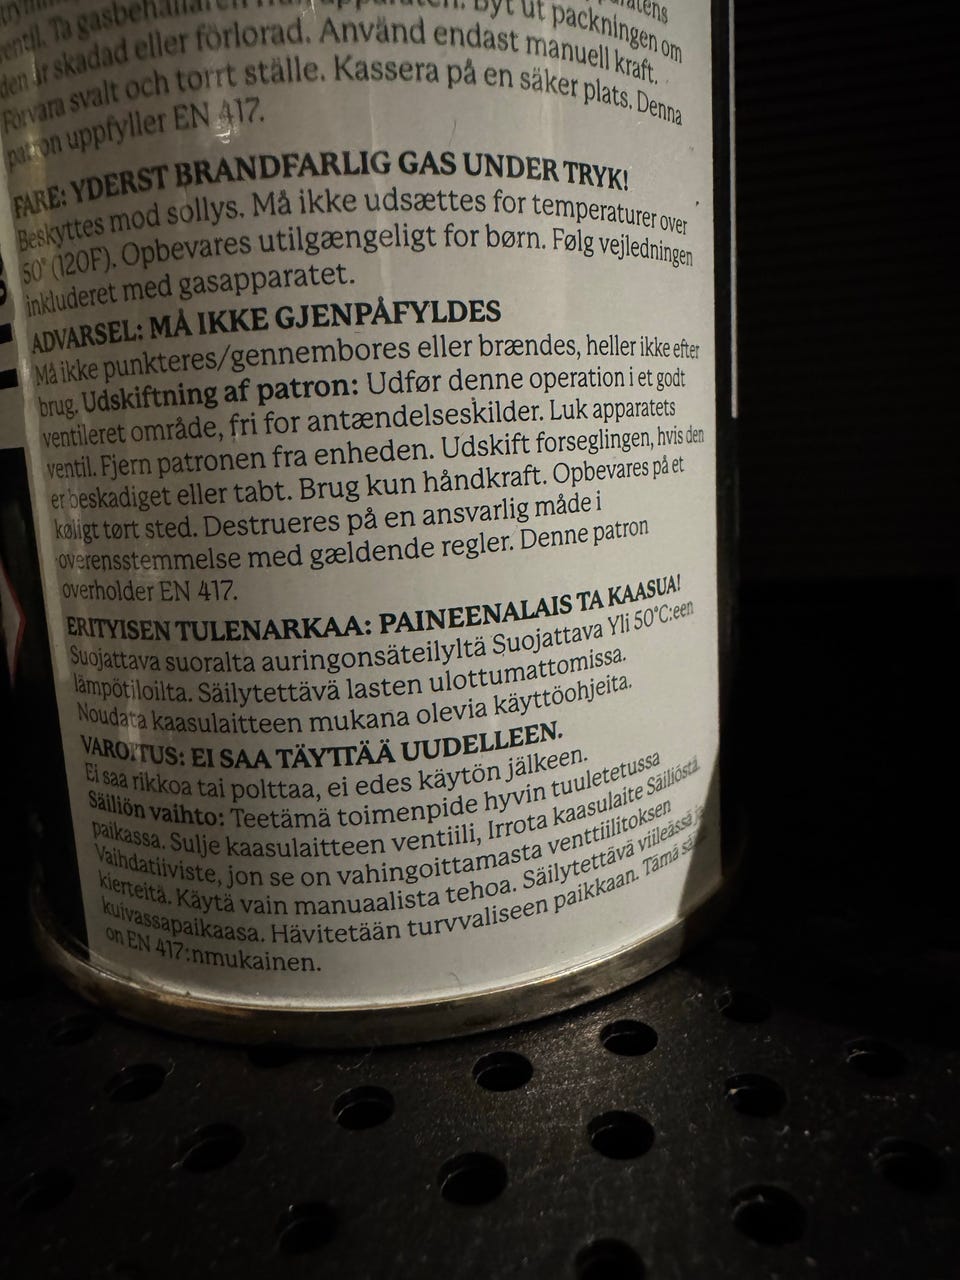 ventil. Ta gasbehållaren från apparaten. Byt ut packningen om
den är skadad eller förlorad. Använd endast manuell kraft.
Förvara svalt och torrt ställe. Kassera på en säker plats. Denna
patron uppfyller EN 417.
FARE: YDERST BRANDFARLIG GAS UNDER TRYK!
Beskyttes mod sollys. Må ikke udsættes for temperaturer over
50° (120F). Opbevares utilgængeligt for børn. Følg vejledningen
inkluderet med gasapparatet.
ADVARSEL: MÅ IKKE GJENPÅFYLDES
Må ikke punkteres/gennembores eller brændes, heller ikke efter
brug. Udskiftning af patron: Udfør denne operation i et godt
ventileret område, fri for antændelseskilder. Luk apparatets
ventil. Fjern patronen fra enheden. Udskift forseglingen, hvis den
er beskadiget eller tabt. Brug kun håndkraft. Opbevares på et
køligt tørt sted. Destrueres på en ansvarlig måde i
overensstemmelse med gældende regler. Denne patron
overholder EN 417.
ERITYISEN TULENARKAA: PAINEENALAIS TA KAASUA!
Suojattava suoralta auringonsäteilyltä Suojattava Yli 50°C:een
lämpötiloilta. Säilytettävä lasten ulottumattomissa.
Noudata kaasulaitteen mukana olevia käyttöohjeita.
VAROITUS: EI SAA TÄYTTÄÄ UUDELLEEN.
Ei saa rikkoa tai polttaa, ei edes käytön jälkeen.
Säiliön vaihto: Teetämä toimenpide hyvin tuuletetussa
paikassa. Sulje kaasulaitteen ventiili, Irrota kaasulaite Säiliöstä.
Vaihdatiiviste, jon se on vahingoittamasta venttiilitoksen
kierteitä. Käytä vain manuaalista tehoa. Säilytettävä viileässä
kuivassapaikaasa. Hävitetään turvvaliseen paikkaan. Tämä
on EN 417:nmukainen.